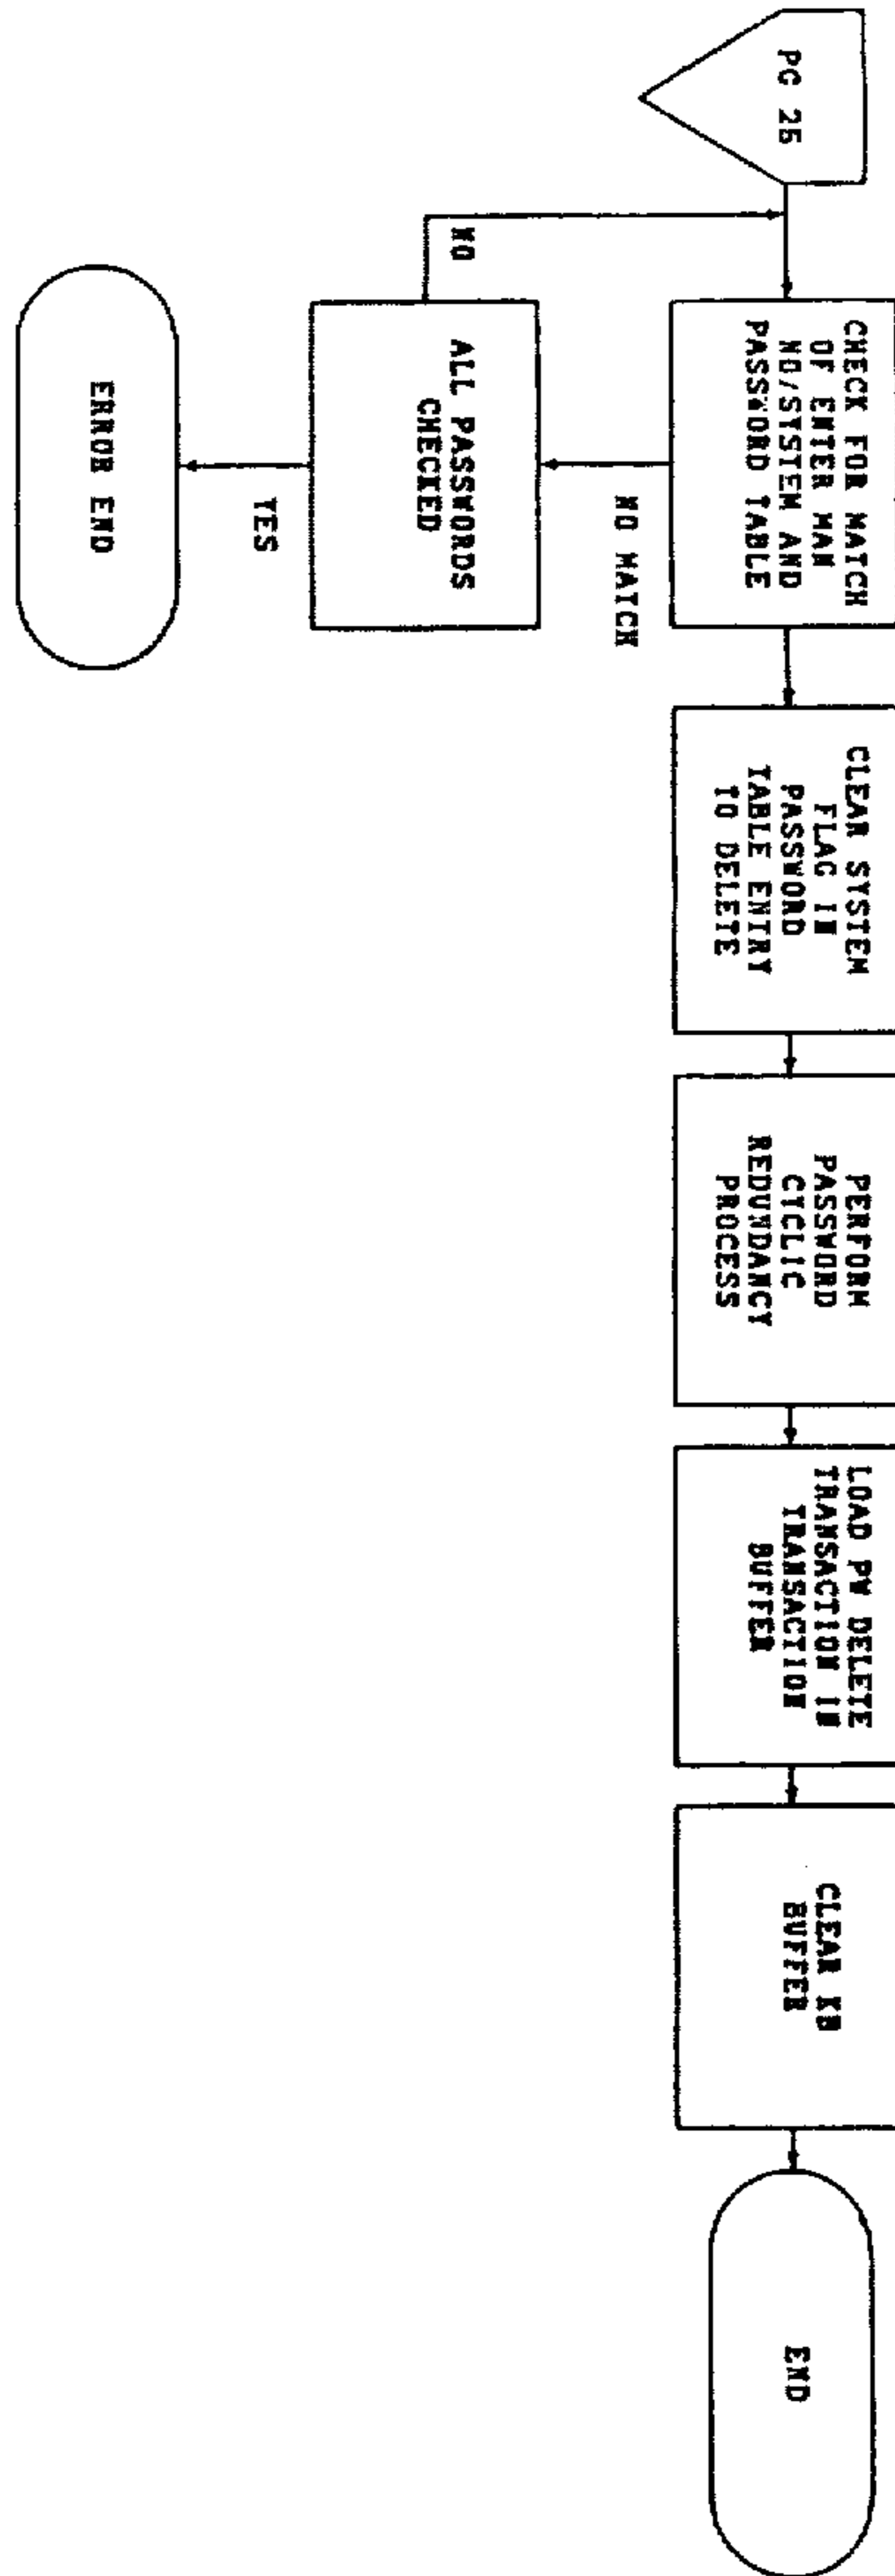 PG 25
CHECK FOR MATCH
OF ENTER MAN
NO/SYSTEM AND
PASSWORD TABLE
NO MATCH
ALL PASSWORDS
CHECKED
NO
YES
ERROR END
CLEAR SYSTEM
FLAG IN
PASSWORD
TABLE ENTRY
TO DELETE
PERFORM
PASSWORD
CYCLIC
REDUNDANCY
PROCESS
LOAD PW DELETE
TRANSACTION IN
TRANSACTION
BUFFER
CLEAR KB
BUFFER
END